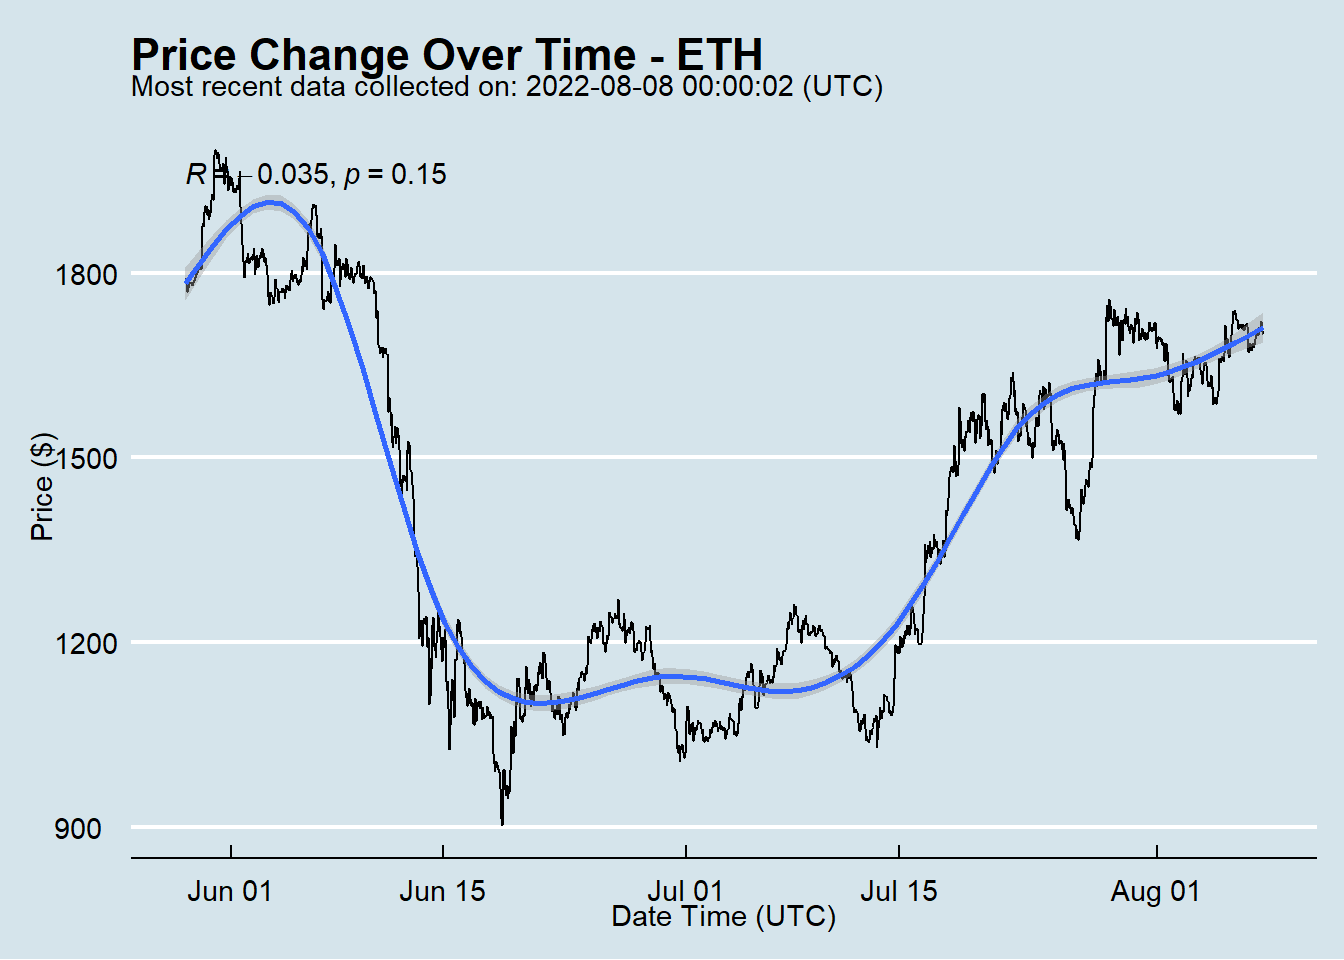 Price Change Over Time - ETH
Most recent data collected on: 2022-08-08 00:00:02 (UTC)
R = -0.035, p = 0.15
1800
1500
1200
900
Price ($)
Jun 01 Jun 15 Jul 01 Jul 15 Aug 01
Date Time (UTC)